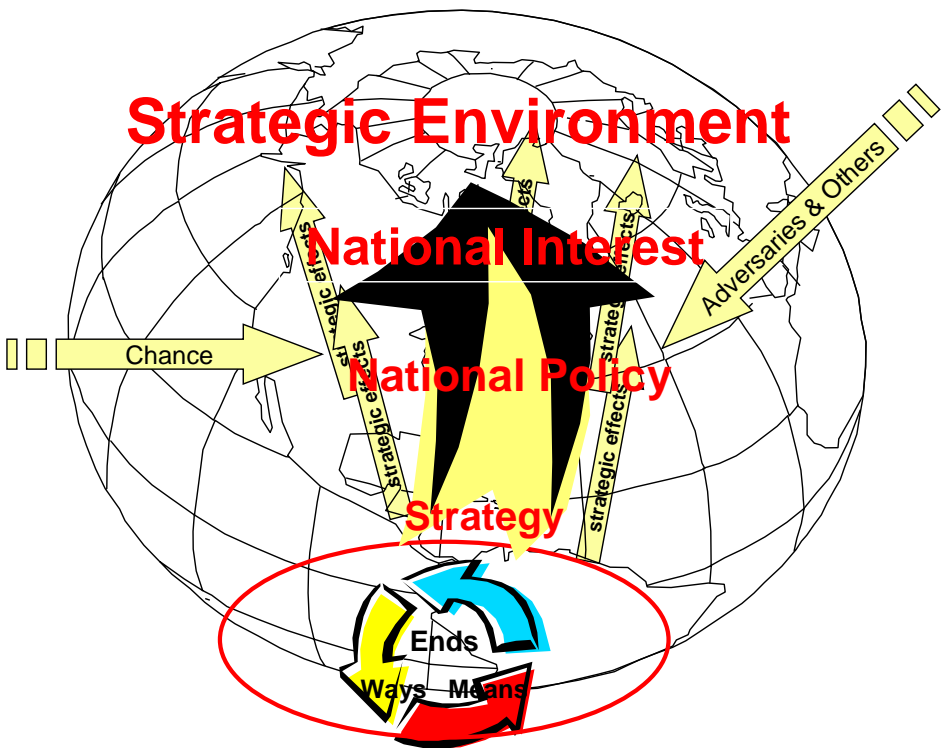 Strategic Environment
Adversaries & Others
National Interest
strategic effects
Chance
National Policy
strategic effects
strategic effects
Strategy
Ends
Ways Means